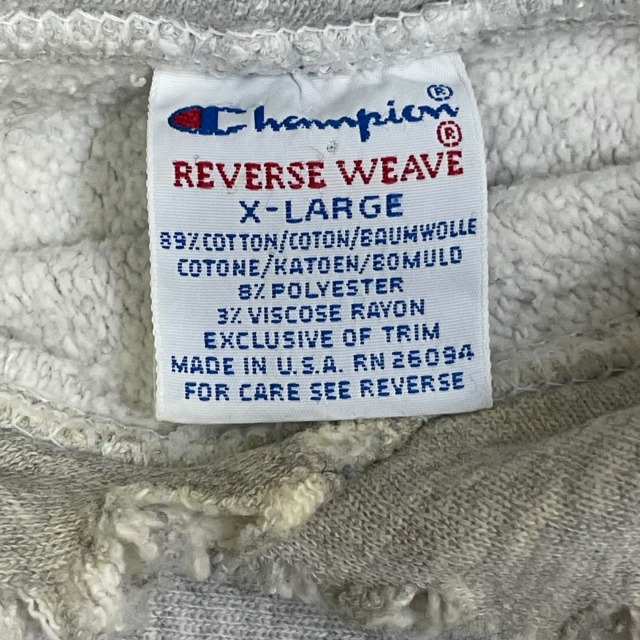 Champion®
REVERSE WEAVE®
X-LARGE
89% COTTON/COTON/BAUMWOLLE
COTONE/KATOEN/BOMULD
8% POLYESTER
3% VISCOSE RAYON
EXCLUSIVE OF TRIM
MADE IN U.S.A. RN 26094
FOR CARE SEE REVERSE